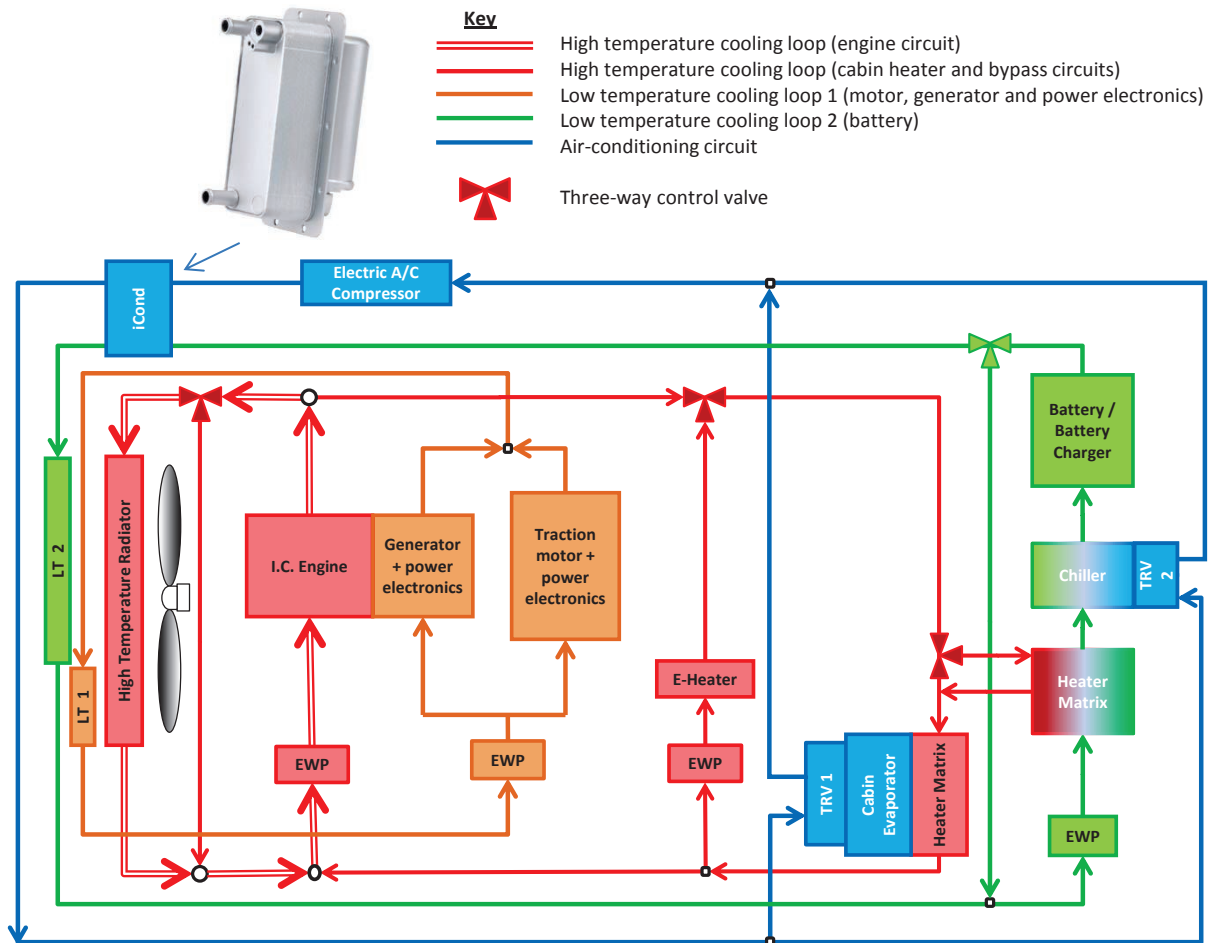 Key
High temperature cooling loop (engine circuit)
High temperature cooling loop (cabin heater and bypass circuits)
Low temperature cooling loop 1 (motor, generator and power electronics)
Low temperature cooling loop 2 (battery)
Air-conditioning circuit
Three-way control valve
iCond
Electric A/C
Compressor
Battery /
Battery
Charger
LT 2
High Temperature Radiator
I.C. Engine
Generator
+ power
electronics
Traction
motor +
power
electronics
Chiller
TRV
2
LT 1
E-Heater
Heater
Matrix
EWP
EWP
EWP
TRV 1
Cabin
Evaporator
Heater Matrix
EWP